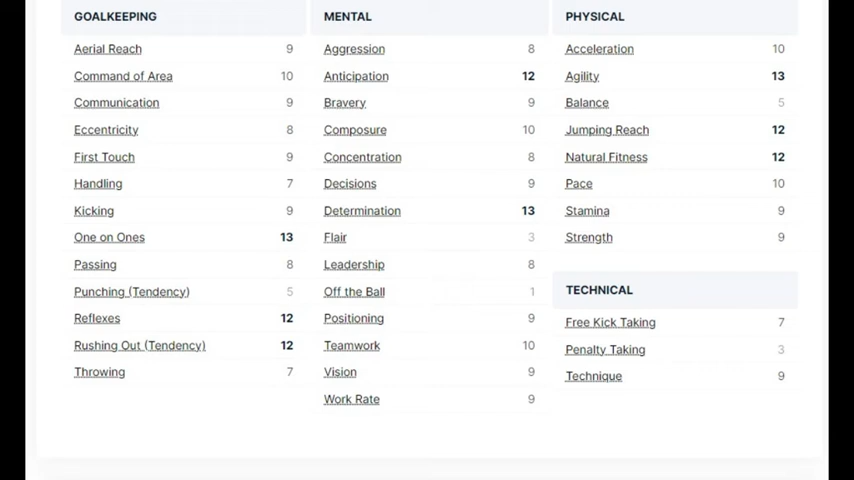 GOALKEEPING
Aerial Reach 9
Command of Area 10
Communication 9
Eccentricity 8
First Touch 9
Handling 7
Kicking 9
One on Ones 13
Passing 8
Punching (Tendency) 5
Reflexes 12
Rushing Out (Tendency) 12
Throwing 7
MENTAL
Aggression 8
Anticipation 12
Bravery 9
Composure 10
Concentration 8
Decisions 9
Determination 13
Flair 3
Leadership 8
Off the Ball 1
Positioning 9
Teamwork 10
Vision 9
Work Rate 9
PHYSICAL
Acceleration 10
Agility 13
Balance 5
Jumping Reach 12
Natural Fitness 12
Pace 10
Stamina 9
Strength 9
TECHNICAL
Free Kick Taking 7
Penalty Taking 3
Technique 9